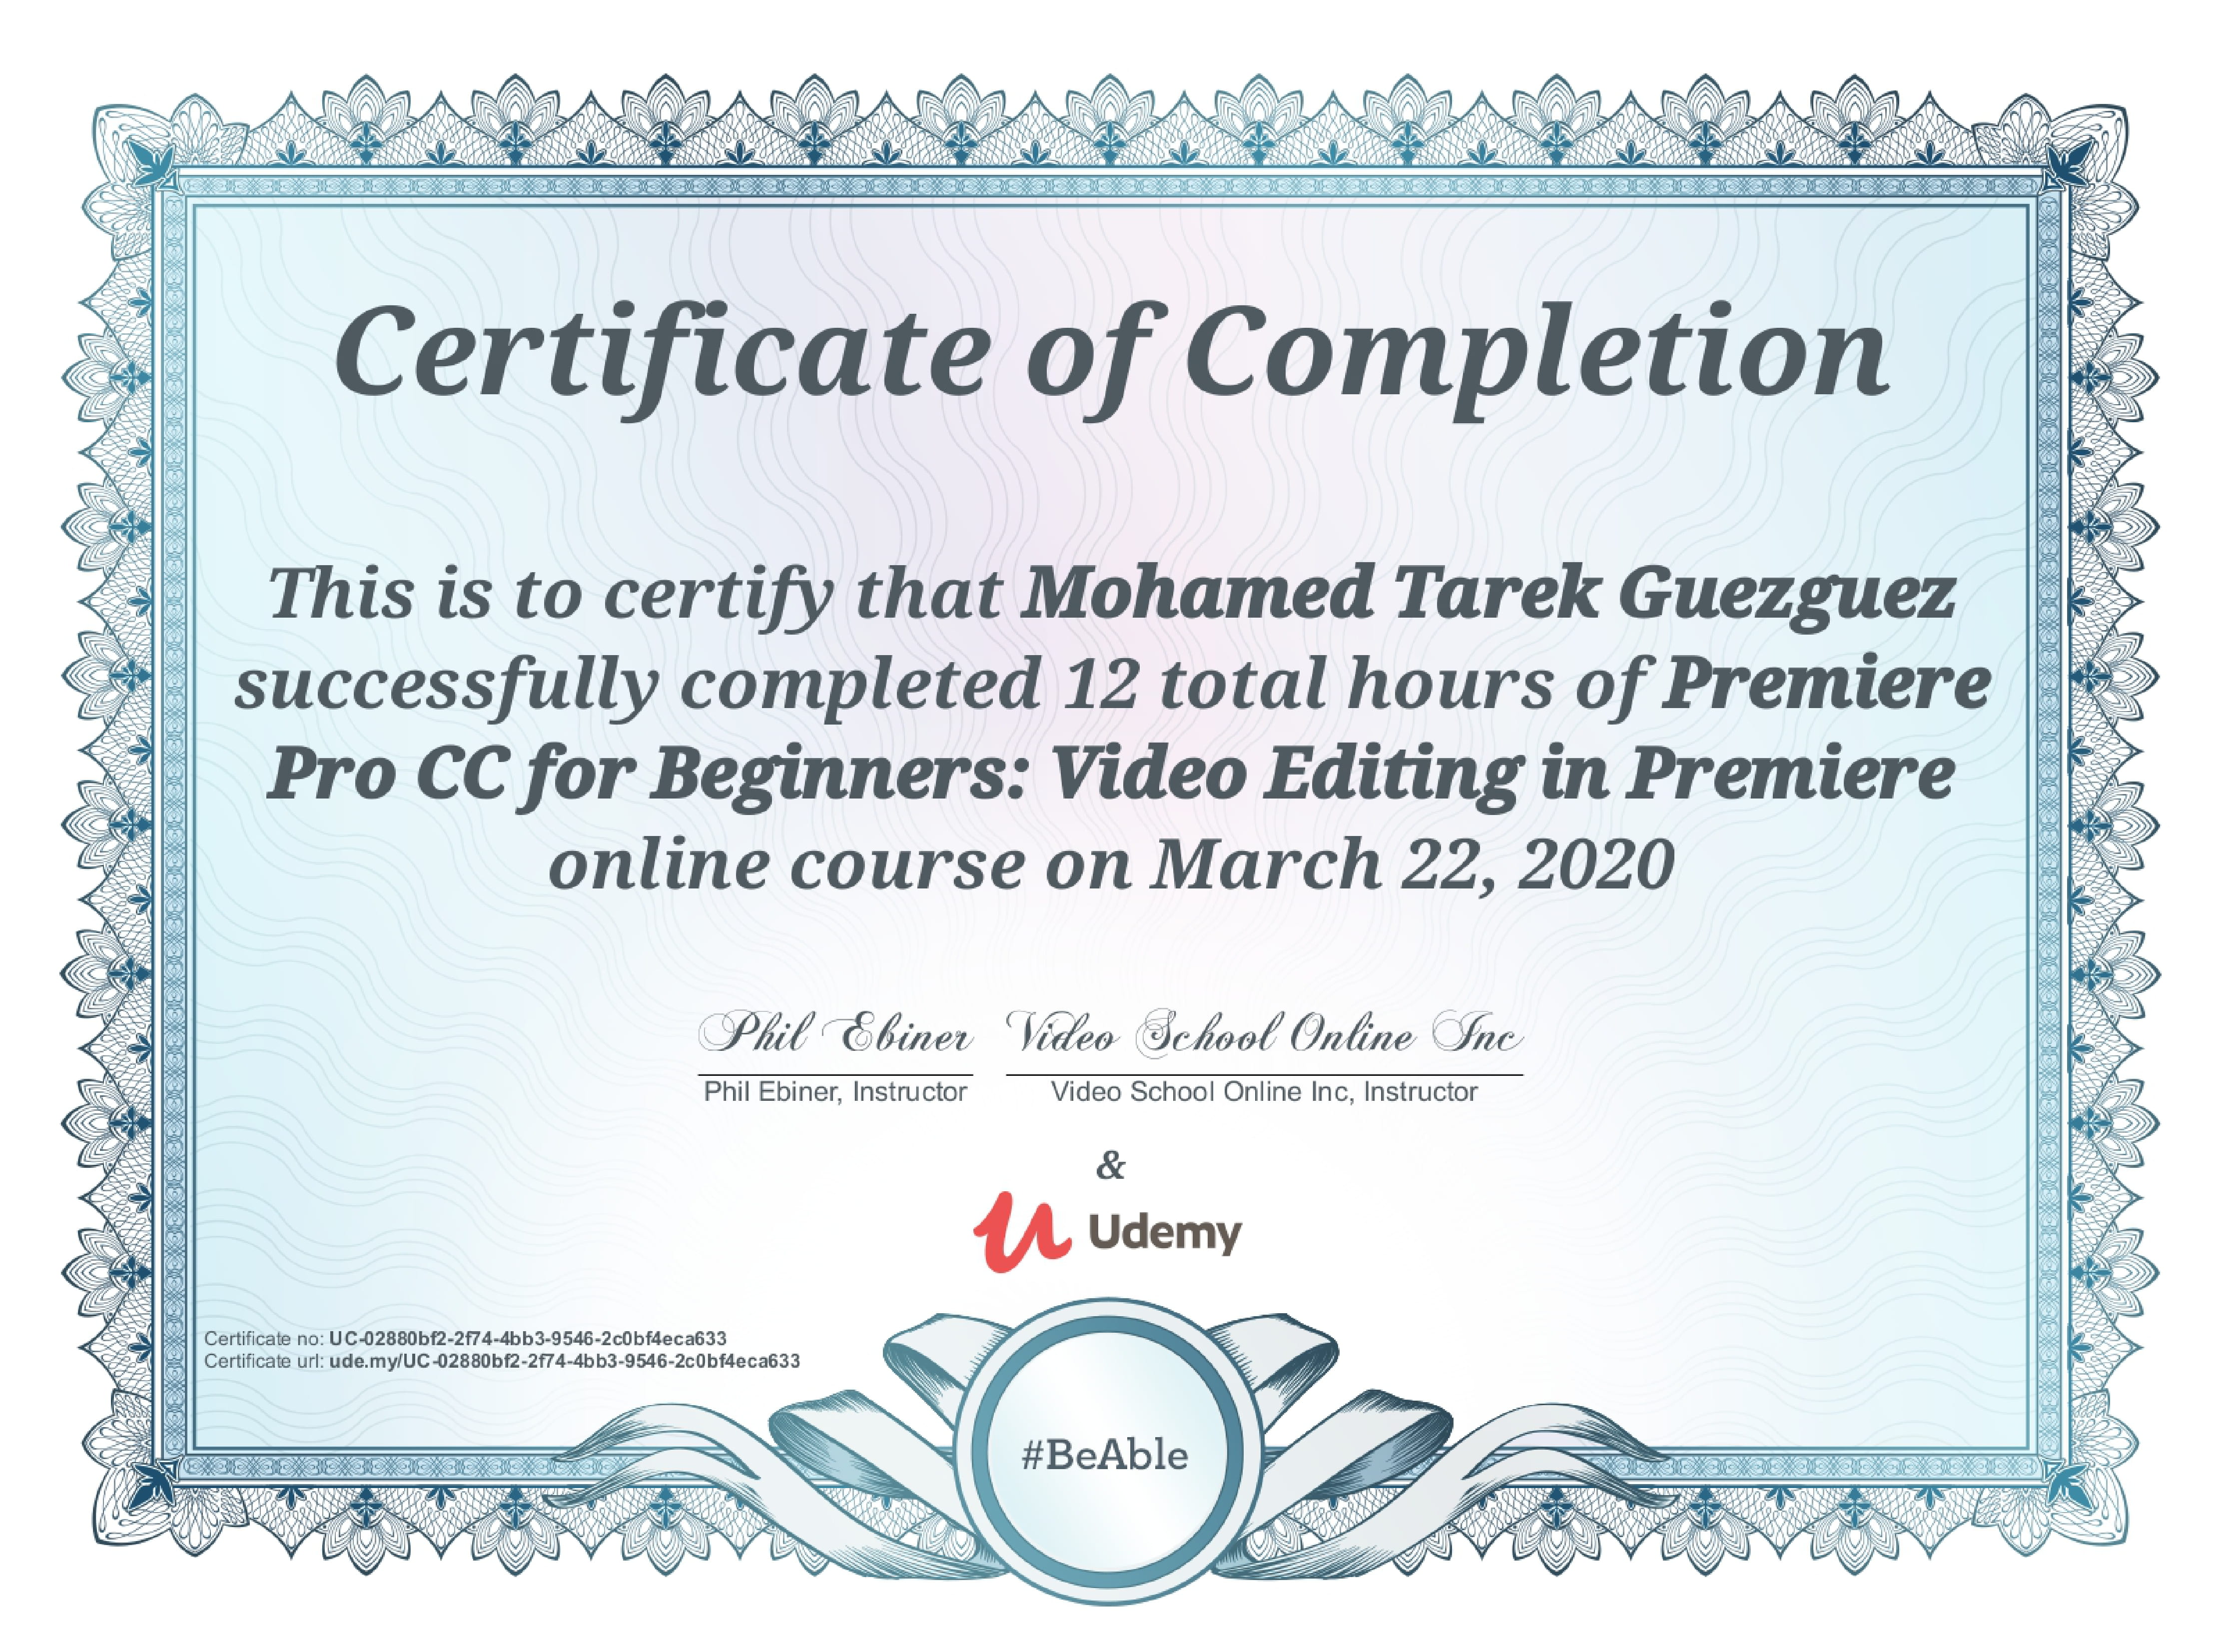 Certificate of Completion
This is to certify that Mohamed Tarek Guezguez
successfully completed 12 total hours of Premiere
Pro CC for Beginners: Video Editing in Premiere
online course on March 22, 2020
Phil Ebiner Video School Online Inc
Phil Ebiner, Instructor Video School Online Inc, Instructor
&
Udemy
Certificate no: UC-02880bf2-2f74-4bb3-9546-2c0bf4eca633
Certificate url: ude.my/UC-02880bf2-2f74-4bb3-9546-2c0bf4eca633
#BeAble